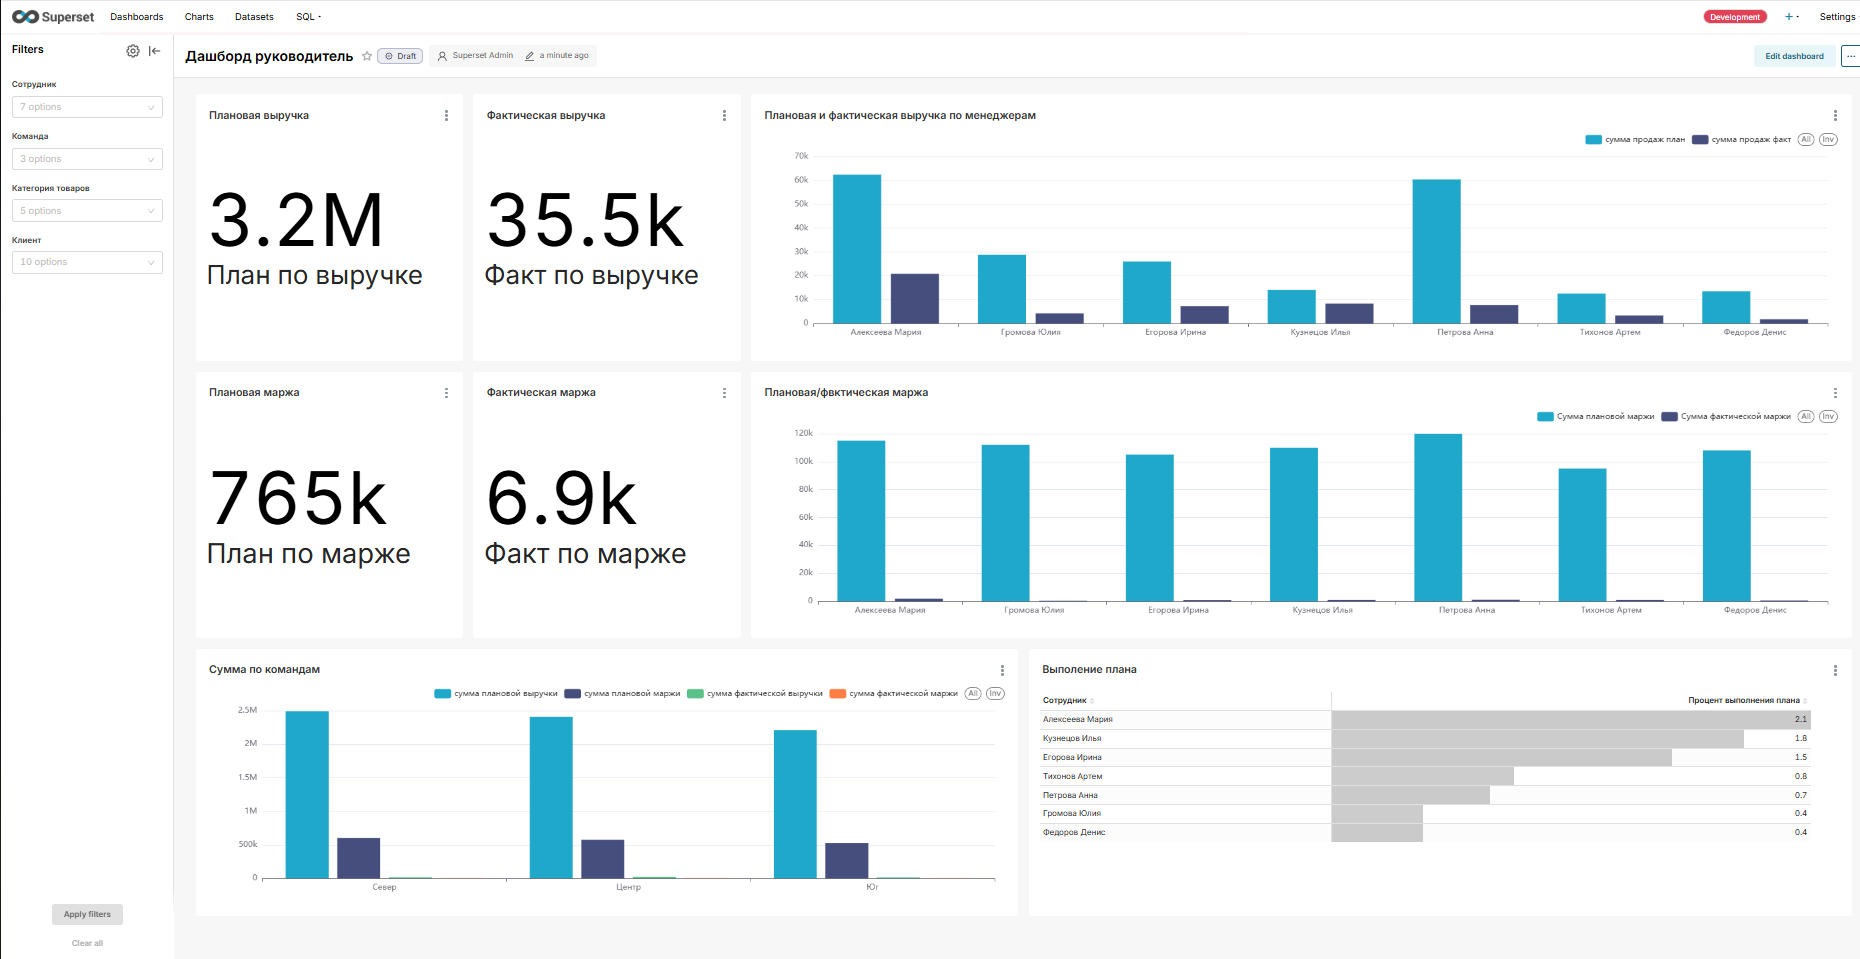 Superset Dashboards Charts Datasets SQL Development + Settings
Filters
Сотрудник
7 options
Команда
3 options
Категория товаров
5 options
Клиент
10 options
Apply filters
Clear all
Дашборд руководитель Draft Superset Admin a minute ago Edit dashboard ...
Плановая выручка
3.2M
План по выручке
Фактическая выручка
35.5k
Факт по выручке
Плановая и фактическая выручка по менеджерам
сумма продаж план сумма продаж факт All Inv
70k
60k
50k
40k
30k
20k
10k
0
Алексеева Мария Громова Юлия Егорова Ирина Кузнецов Илья Петрова Анна Тихонов Артем Федоров Денис
Плановая маржа
765k
План по марже
Фактическая маржа
6.9k
Факт по марже
Плановая/фвктическая маржа
Сумма плановой маржи Сумма фактической маржи All Inv
120k
100k
80k
60k
40k
20k
0
Алексеева Мария Громова Юлия Егорова Ирина Кузнецов Илья Петрова Анна Тихонов Артем Федоров Денис
Сумма по командам
сумма плановой выручки сумма плановой маржи сумма фактической выручки сумма фактической маржи All Inv
2.5M
2M
1.5M
1M
500k
0
Север Центр Юг
Выполение плана
Сотрудник Процент выполнения плана
Алексеева Мария 2.1
Кузнецов Илья 1.8
Егорова Ирина 1.5
Тихонов Артем 0.8
Петрова Анна 0.7
Громова Юлия 0.4
Федоров Денис 0.4